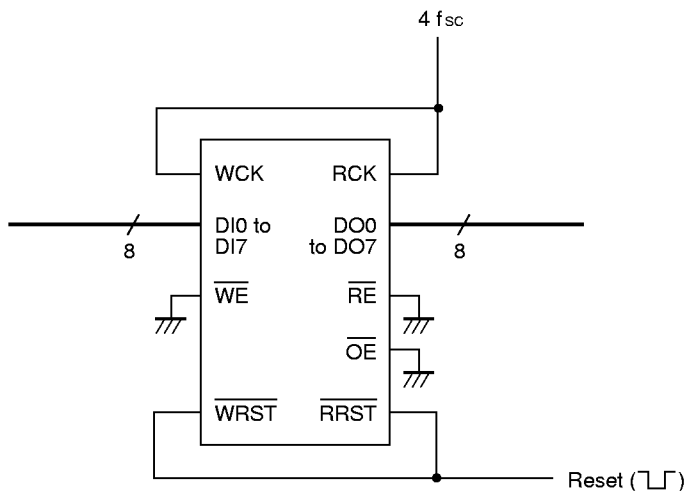 4 fsc
WCK RCK
DI0 to DO0
DI7 to DO7
8 8
WE RE
OE
WRST RRST
Reset ( )